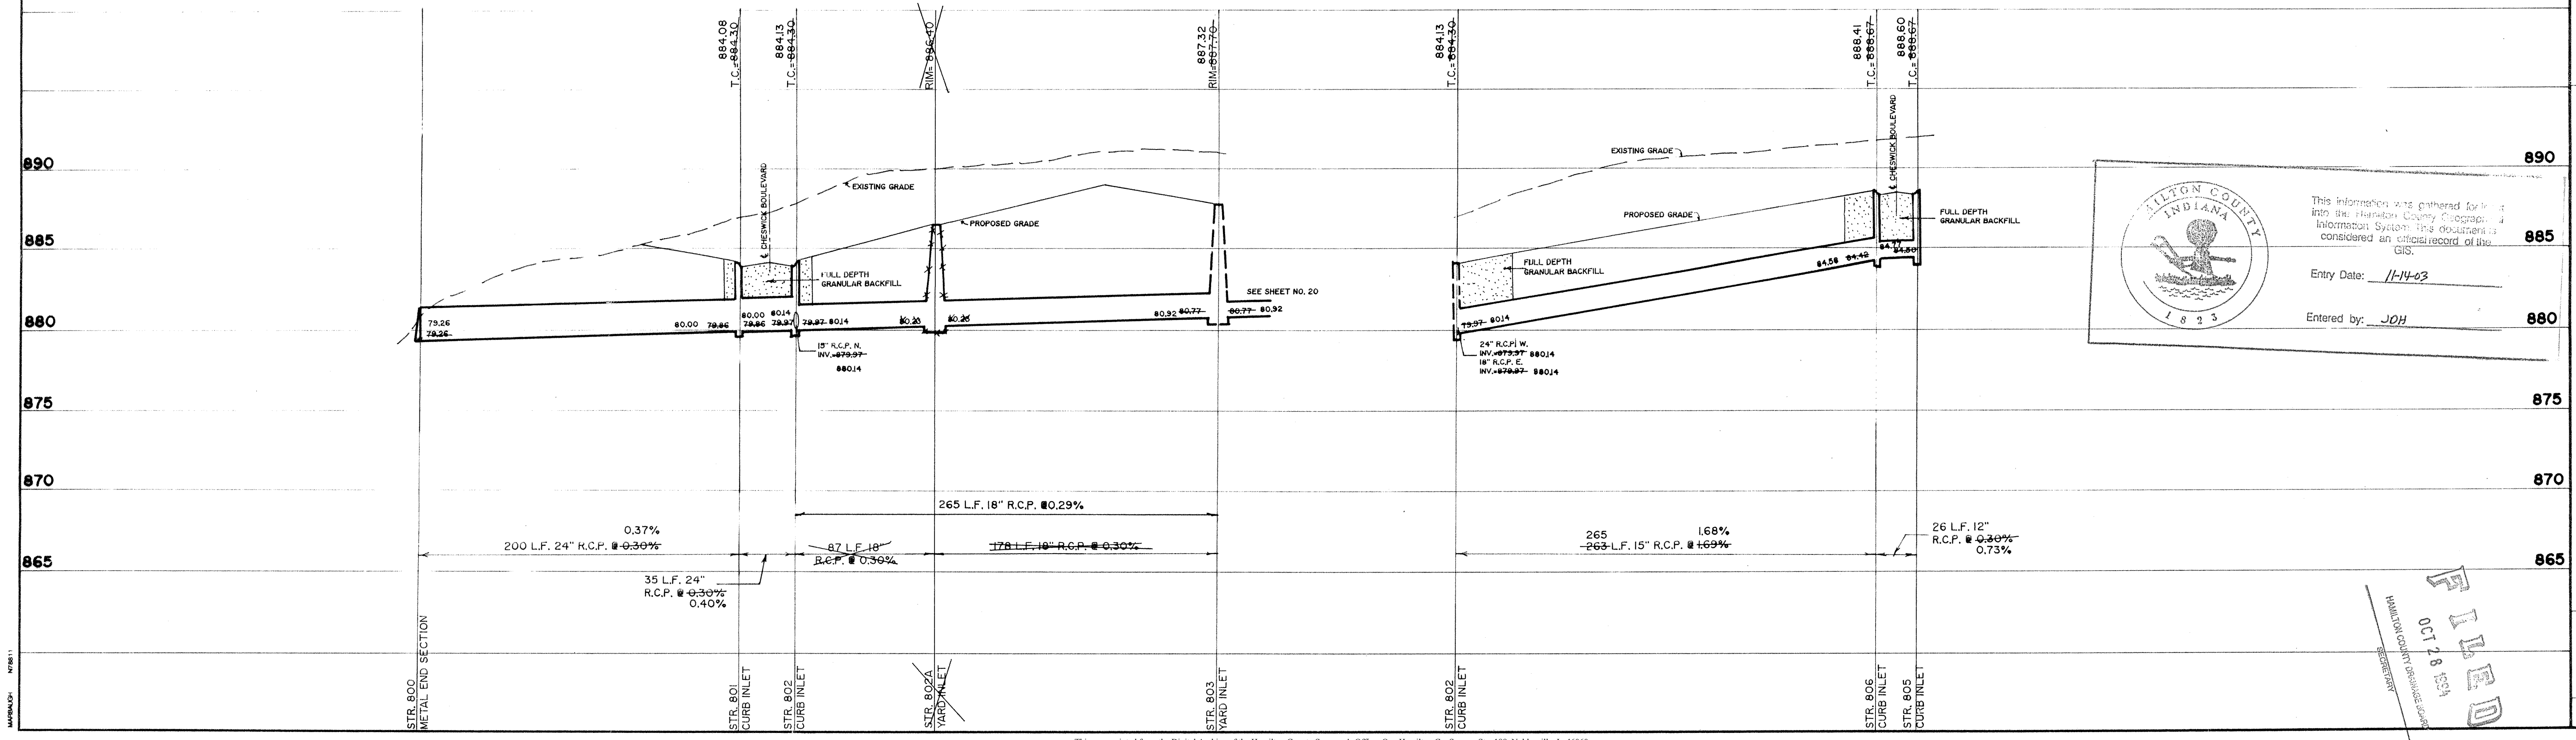 884.08
T.C.=884.30
884.13
T.C.=884.30
RIM=886.40
887.32
RIM=887.70
884.13
T.C.=884.30
888.41
T.C.=888.67
888.60
T.C.=888.67
890
885
880
875
870
865
890
885
880
875
870
865
EXISTING GRADE
PROPOSED GRADE
℄ CHESWICK BOULEVARD
FULL DEPTH
GRANULAR BACKFILL
79.26
79.26
80.00 79.86
80.00 80.14
79.86 79.97
79.97 80.14
80.92 80.77
80.77 80.92
SEE SHEET NO. 20
15" R.C.P. N.
INV.=879.97
880.14
EXISTING GRADE
PROPOSED GRADE
℄ CHESWICK BOULEVARD
FULL DEPTH
GRANULAR BACKFILL
FULL DEPTH
GRANULAR BACKFILL
79.97 80.14
84.58 84.42
84.77
84.50
24" R.C.P. W.
INV.=879.97 880.14
18" R.C.P. E.
INV.=879.97 880.14
265 L.F. 18" R.C.P. @0.29%
0.37%
200 L.F. 24" R.C.P. @ 0.30%
35 L.F. 24"
R.C.P. @ 0.30%
0.40%
87 L.F. 18"
R.C.P. @ 0.30%
178 L.F. 18" R.C.P. @ 0.30%
265 1.68%
263 L.F. 15" R.C.P. @ 1.69%
26 L.F. 12"
R.C.P. @ 0.30%
0.73%
STR. 800
METAL END SECTION
STR. 801
CURB INLET
STR. 802
CURB INLET
STR. 802A
YARD INLET
STR. 803
YARD INLET
STR. 802
CURB INLET
STR. 806
CURB INLET
STR. 805
CURB INLET
MARBAUGH N78811
HAMILTON COUNTY
INDIANA
1823
This information was gathered for
into the Hamilton County Geographic
Information System. This document is
considered an official record of the
GIS.
Entry Date: 11-14-03
Entered by: JDH
FILED
OCT 28 1994
HAMILTON COUNTY DRAINAGE BOARD
SECRETARY